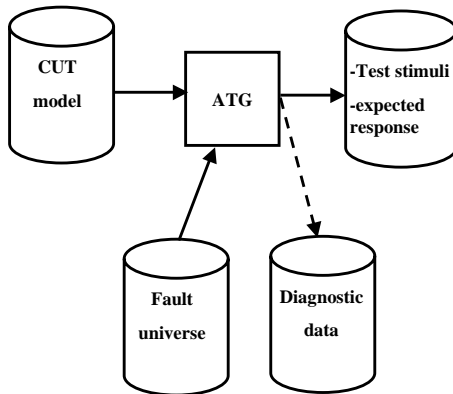 CUT
model
ATG
-Test stimuli
-expected
response
Fault
universe
Diagnostic
data